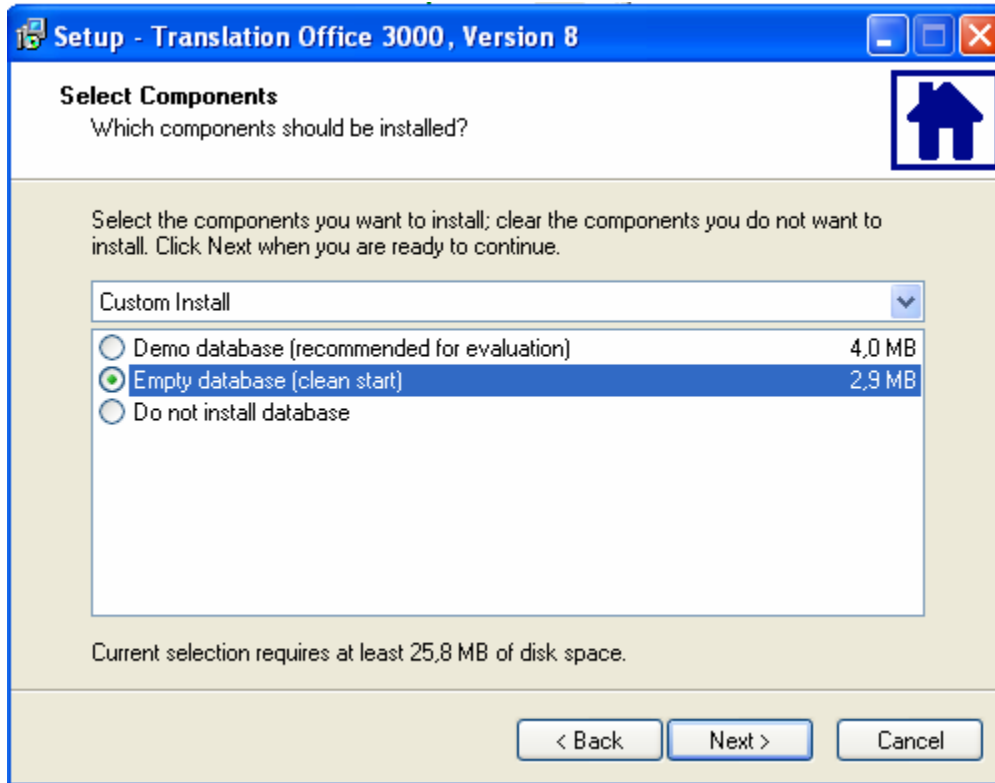 Setup - Translation Office 3000, Version 8
Select Components
Which components should be installed?
Select the components you want to install; clear the components you do not want to
install. Click Next when you are ready to continue.
Custom Install
Demo database (recommended for evaluation) 4,0 MB
Empty database (clean start) 2,9 MB
Do not install database
Current selection requires at least 25,8 MB of disk space.
< Back Next > Cancel